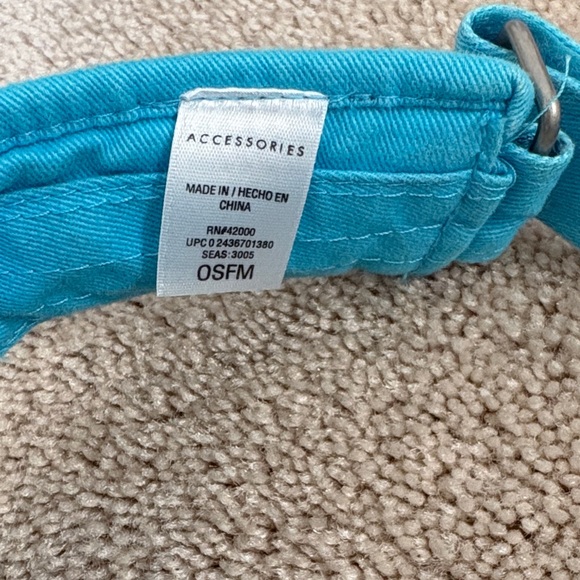 ACCESSORIES
MADE IN / HECHO EN
CHINA
RN#42000
UPC 0 2436701380
SEAS: 3005
OSFM